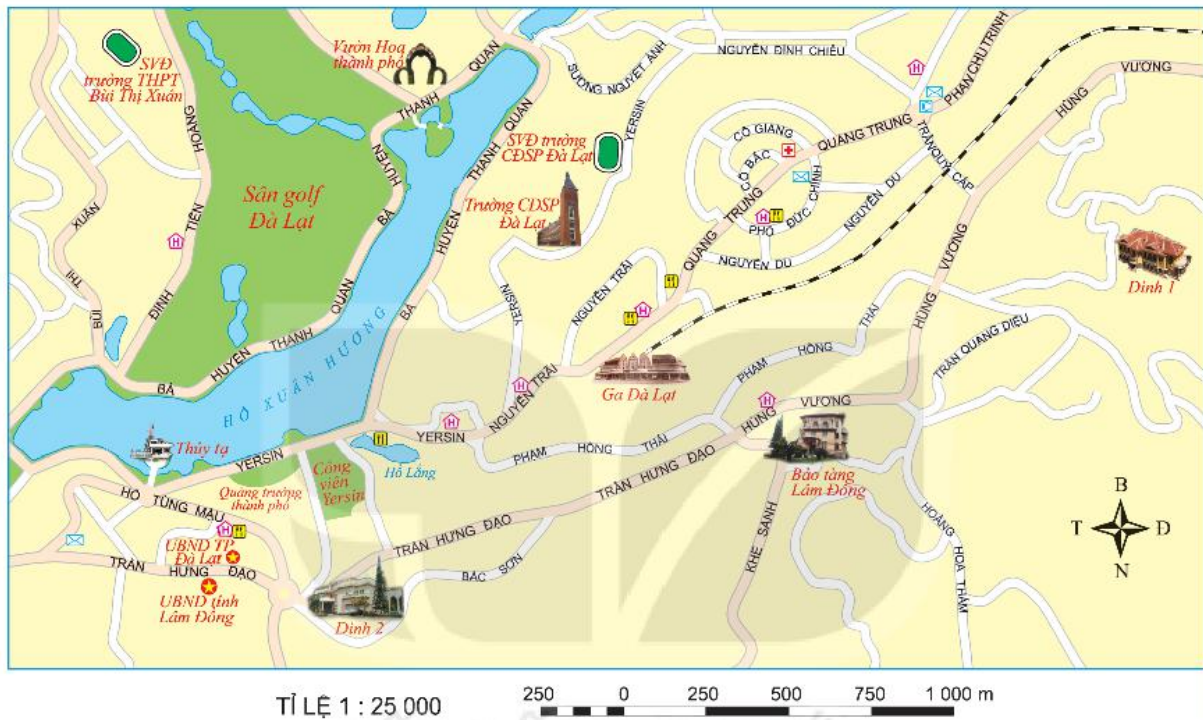 Vườn Hoa
thành phố
SVĐ
trường THPT
Bùi Thị Xuân
HOÀNG
QUÁN
THANH
SƯƠNG NGUYỆT ÁNH
NGUYỄN ĐÌNH CHIỂU
PHAN CHU TRINH
VƯƠNG
HÙNG
QUANG TRUNG
TRẦN QUÝ CÁP
YERSIN
SVĐ trường
CĐSP Đà Lạt
QUAN
THANH
HUYỆN
CÔ GIANG
CÔ BẮC
XUÂN
THỊ
BÙI
TIÊN
ĐINH
Sân golf
Đà Lạt
HUYỆN
BÀ
QUAN
Trường CĐSP
Đà Lạt
HUYỆN
BÀ
QUANG TRUNG
PHÓ ĐỨC CHÍNH
NGUYỄN DU
NGUYỄN DU
VƯƠNG
HÙNG
Dinh 1
NGUYỄN TRÃI
YERSIN
THÁI
HỒNG
PHẠM
TRẦN QUANG DIỆU
BÀ
HUYỆN
THANH
HỒ XUÂN HƯƠNG
Ga Đà Lạt
NGUYỄN TRÃI
HÙNG
VƯƠNG
Thủy tạ
YERSIN
YERSIN
Hồ Lắng
PHẠM
HỒNG
THÁI
Công
viên
Yersin
Quảng trường
thành phố
HỒ TÙNG MẬU
TRẦN HƯNG ĐẠO
Bảo tàng
Lâm Đồng
B
T
D
N
UBND TP
Đà Lạt
TRẦN
HƯNG
ĐẠO
UBND tỉnh
Lâm Đồng
TRẦN HƯNG ĐẠO
BẮC SƠN
Dinh 2
KHE SANH
HOÀNG HOA THÁM
TỈ LỆ 1 : 25 000
250 0 250 500 750 1 000 m